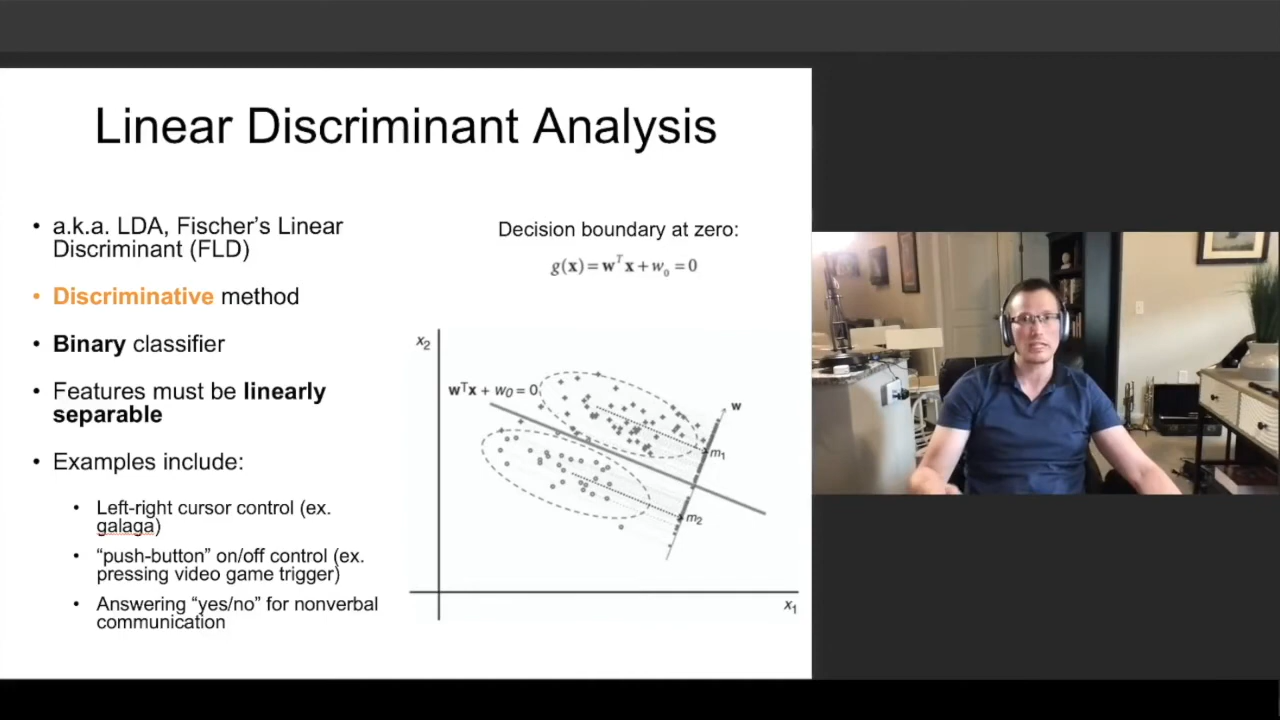 Linear Discriminant Analysis
• a.k.a. LDA, Fischer's Linear
Discriminant (FLD)
• Discriminative method
• Binary classifier
• Features must be linearly
separable
• Examples include:
• Left-right cursor control (ex.
galaga)
• “push-button” on/off control (ex.
pressing video game trigger)
• Answering “yes/no” for nonverbal
communication
Decision boundary at zero:
g(x) = wᵀx + w₀ = 0
x₂
wᵀx + w₀ = 0
w
m₁
m₂
x₁